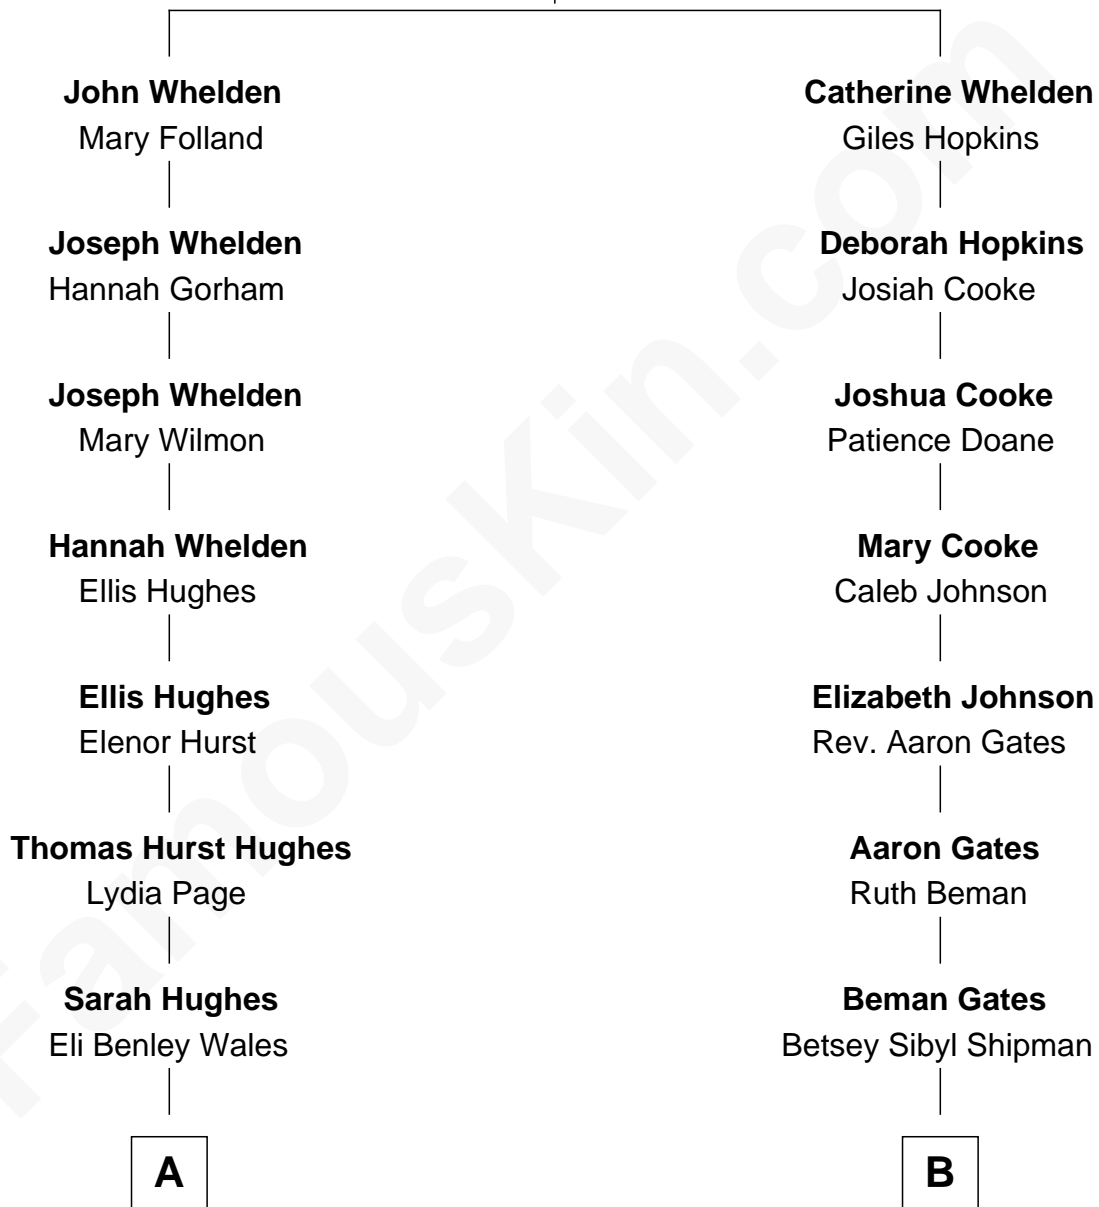 John Whelden
Mary Folland
Joseph Whelden
Hannah Gorham
Joseph Whelden
Mary Wilmon
Hannah Whelden
Ellis Hughes
Ellis Hughes
Elenor Hurst
Thomas Hurst Hughes
Lydia Page
Sarah Hughes
Eli Benley Wales
A
Catherine Whelden
Giles Hopkins
Deborah Hopkins
Josiah Cooke
Joshua Cooke
Patience Doane
Mary Cooke
Caleb Johnson
Elizabeth Johnson
Rev. Aaron Gates
Aaron Gates
Ruth Beman
Beman Gates
Betsey Sibyl Shipman
B
FamousKin.com